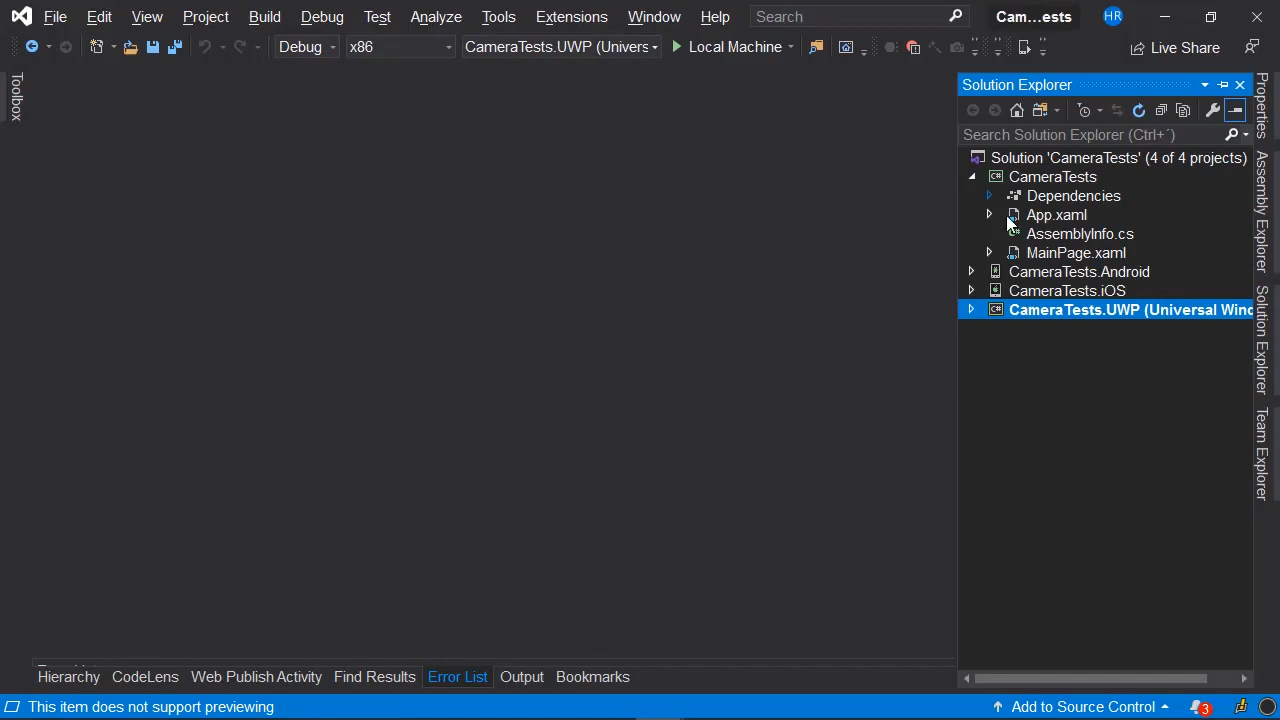 File Edit View Project Build Debug Test Analyze Tools Extensions Window Help Search Cam...ests HR
Debug x86 CameraTests.UWP (Univers Local Machine Live Share
Toolbox
Solution Explorer
Search Solution Explorer (Ctrl+´)
Solution 'CameraTests' (4 of 4 projects)
C# CameraTests
Dependencies
App.xaml
AssemblyInfo.cs
MainPage.xaml
CameraTests.Android
CameraTests.iOS
C# CameraTests.UWP (Universal Wind
Properties
Assembly Explorer
Solution Explorer
Team Explorer
Hierarchy CodeLens Web Publish Activity Find Results Error List Output Bookmarks
This item does not support previewing Add to Source Control 3